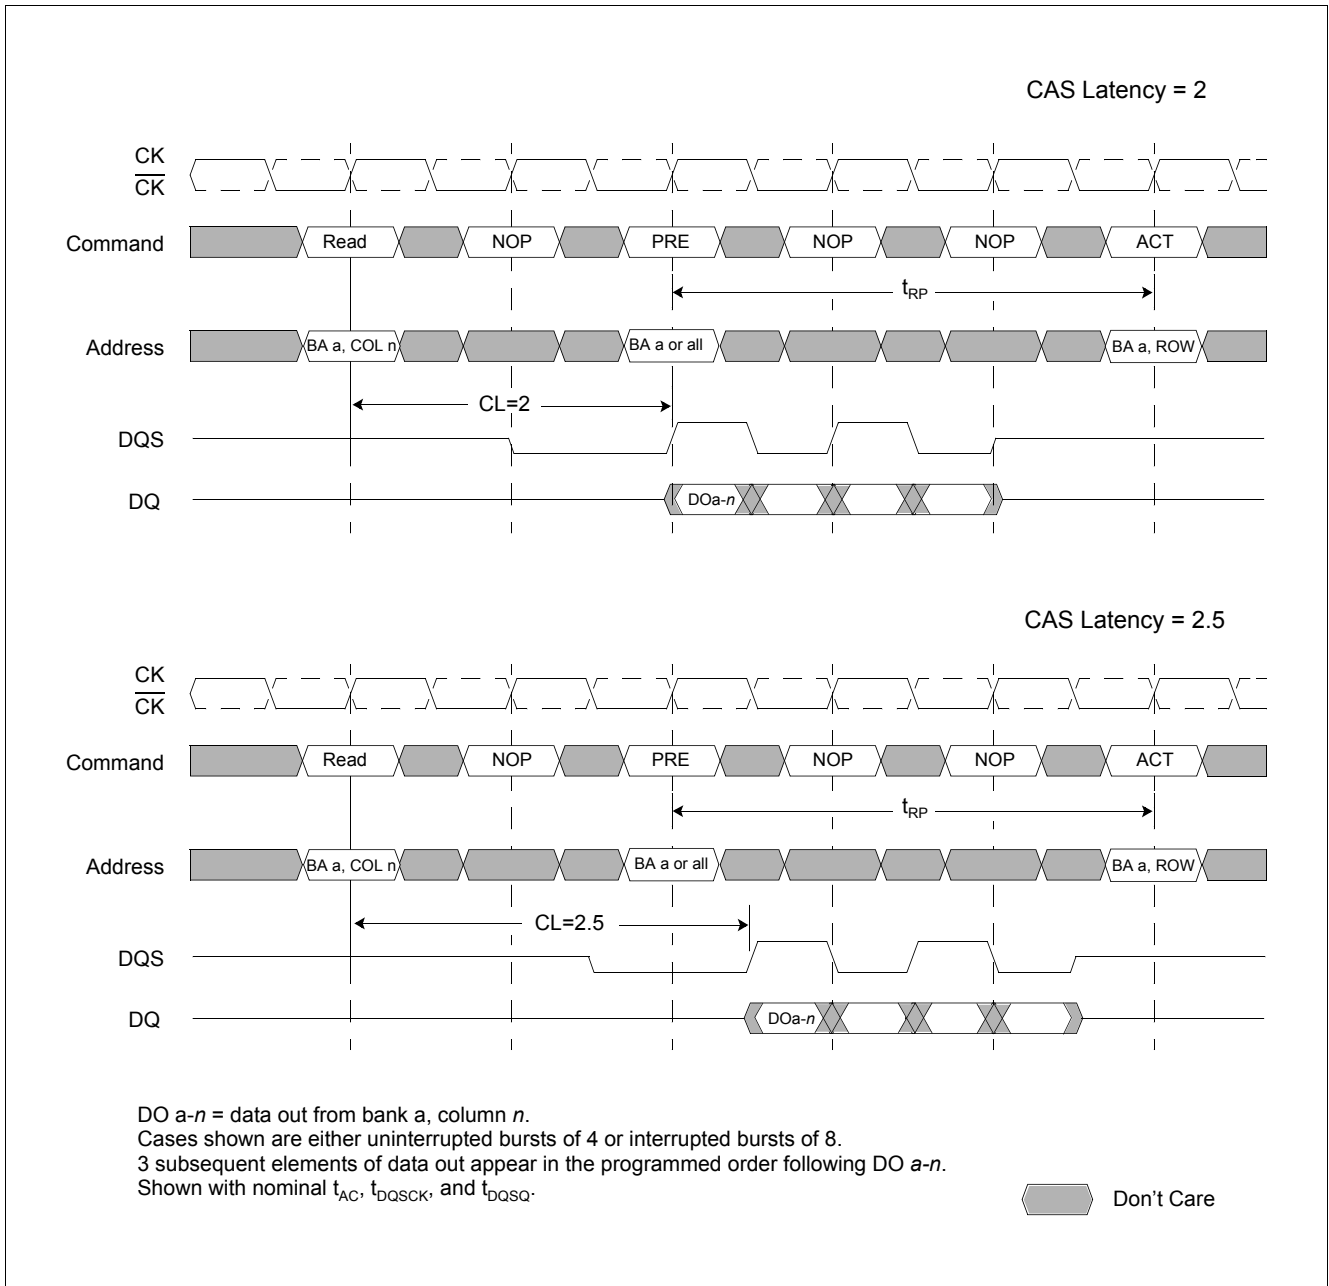 CAS Latency = 2
CK
CK
Command Read NOP PRE NOP NOP ACT
tRP
Address BA a, COL n BA a or all BA a, ROW
CL=2
DQS
DQ DOa-n
CAS Latency = 2.5
CK
CK
Command Read NOP PRE NOP NOP ACT
tRP
Address BA a, COL n BA a or all BA a, ROW
CL=2.5
DQS
DQ DOa-n
DO a-n = data out from bank a, column n.
Cases shown are either uninterrupted bursts of 4 or interrupted bursts of 8.
3 subsequent elements of data out appear in the programmed order following DO a-n.
Shown with nominal tAC, tDQSCK, and tDQSQ.
Don't Care